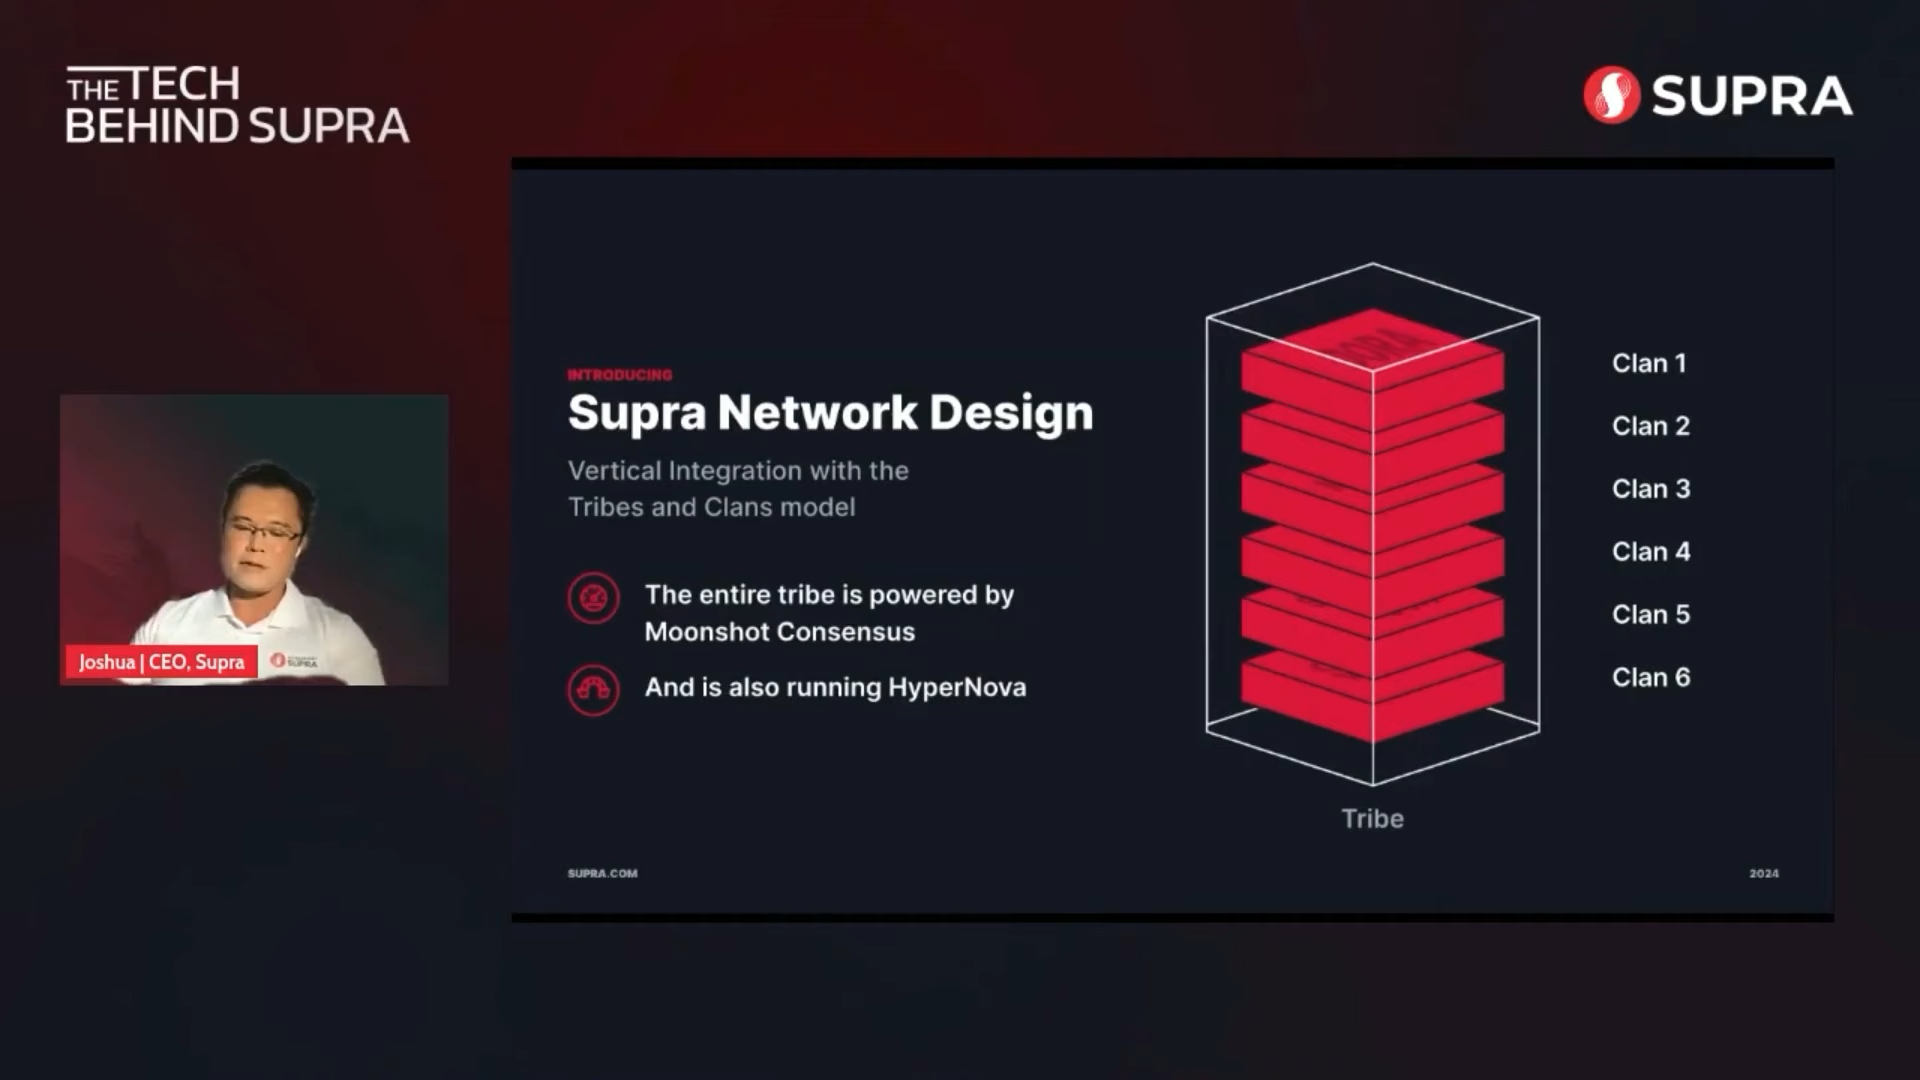 THE TECH
BEHIND SUPRA
SUPRA
INTRODUCING
Supra Network Design
Vertical Integration with the
Tribes and Clans model
The entire tribe is powered by
Moonshot Consensus
And is also running HyperNova
Clan 1
Clan 2
Clan 3
Clan 4
Clan 5
Clan 6
Tribe
SUPRA.COM
2024
Joshua | CEO, Supra
SUPRA